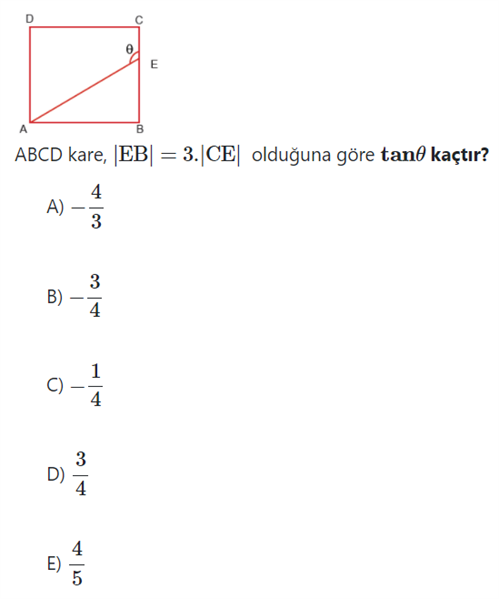 D C
θ
E
A B
ABCD kare, |EB| = 3.|CE| olduğuna göre tanθ kaçtır?
A) −4/3
B) −3/4
C) −1/4
D) 3/4
E) 4/5